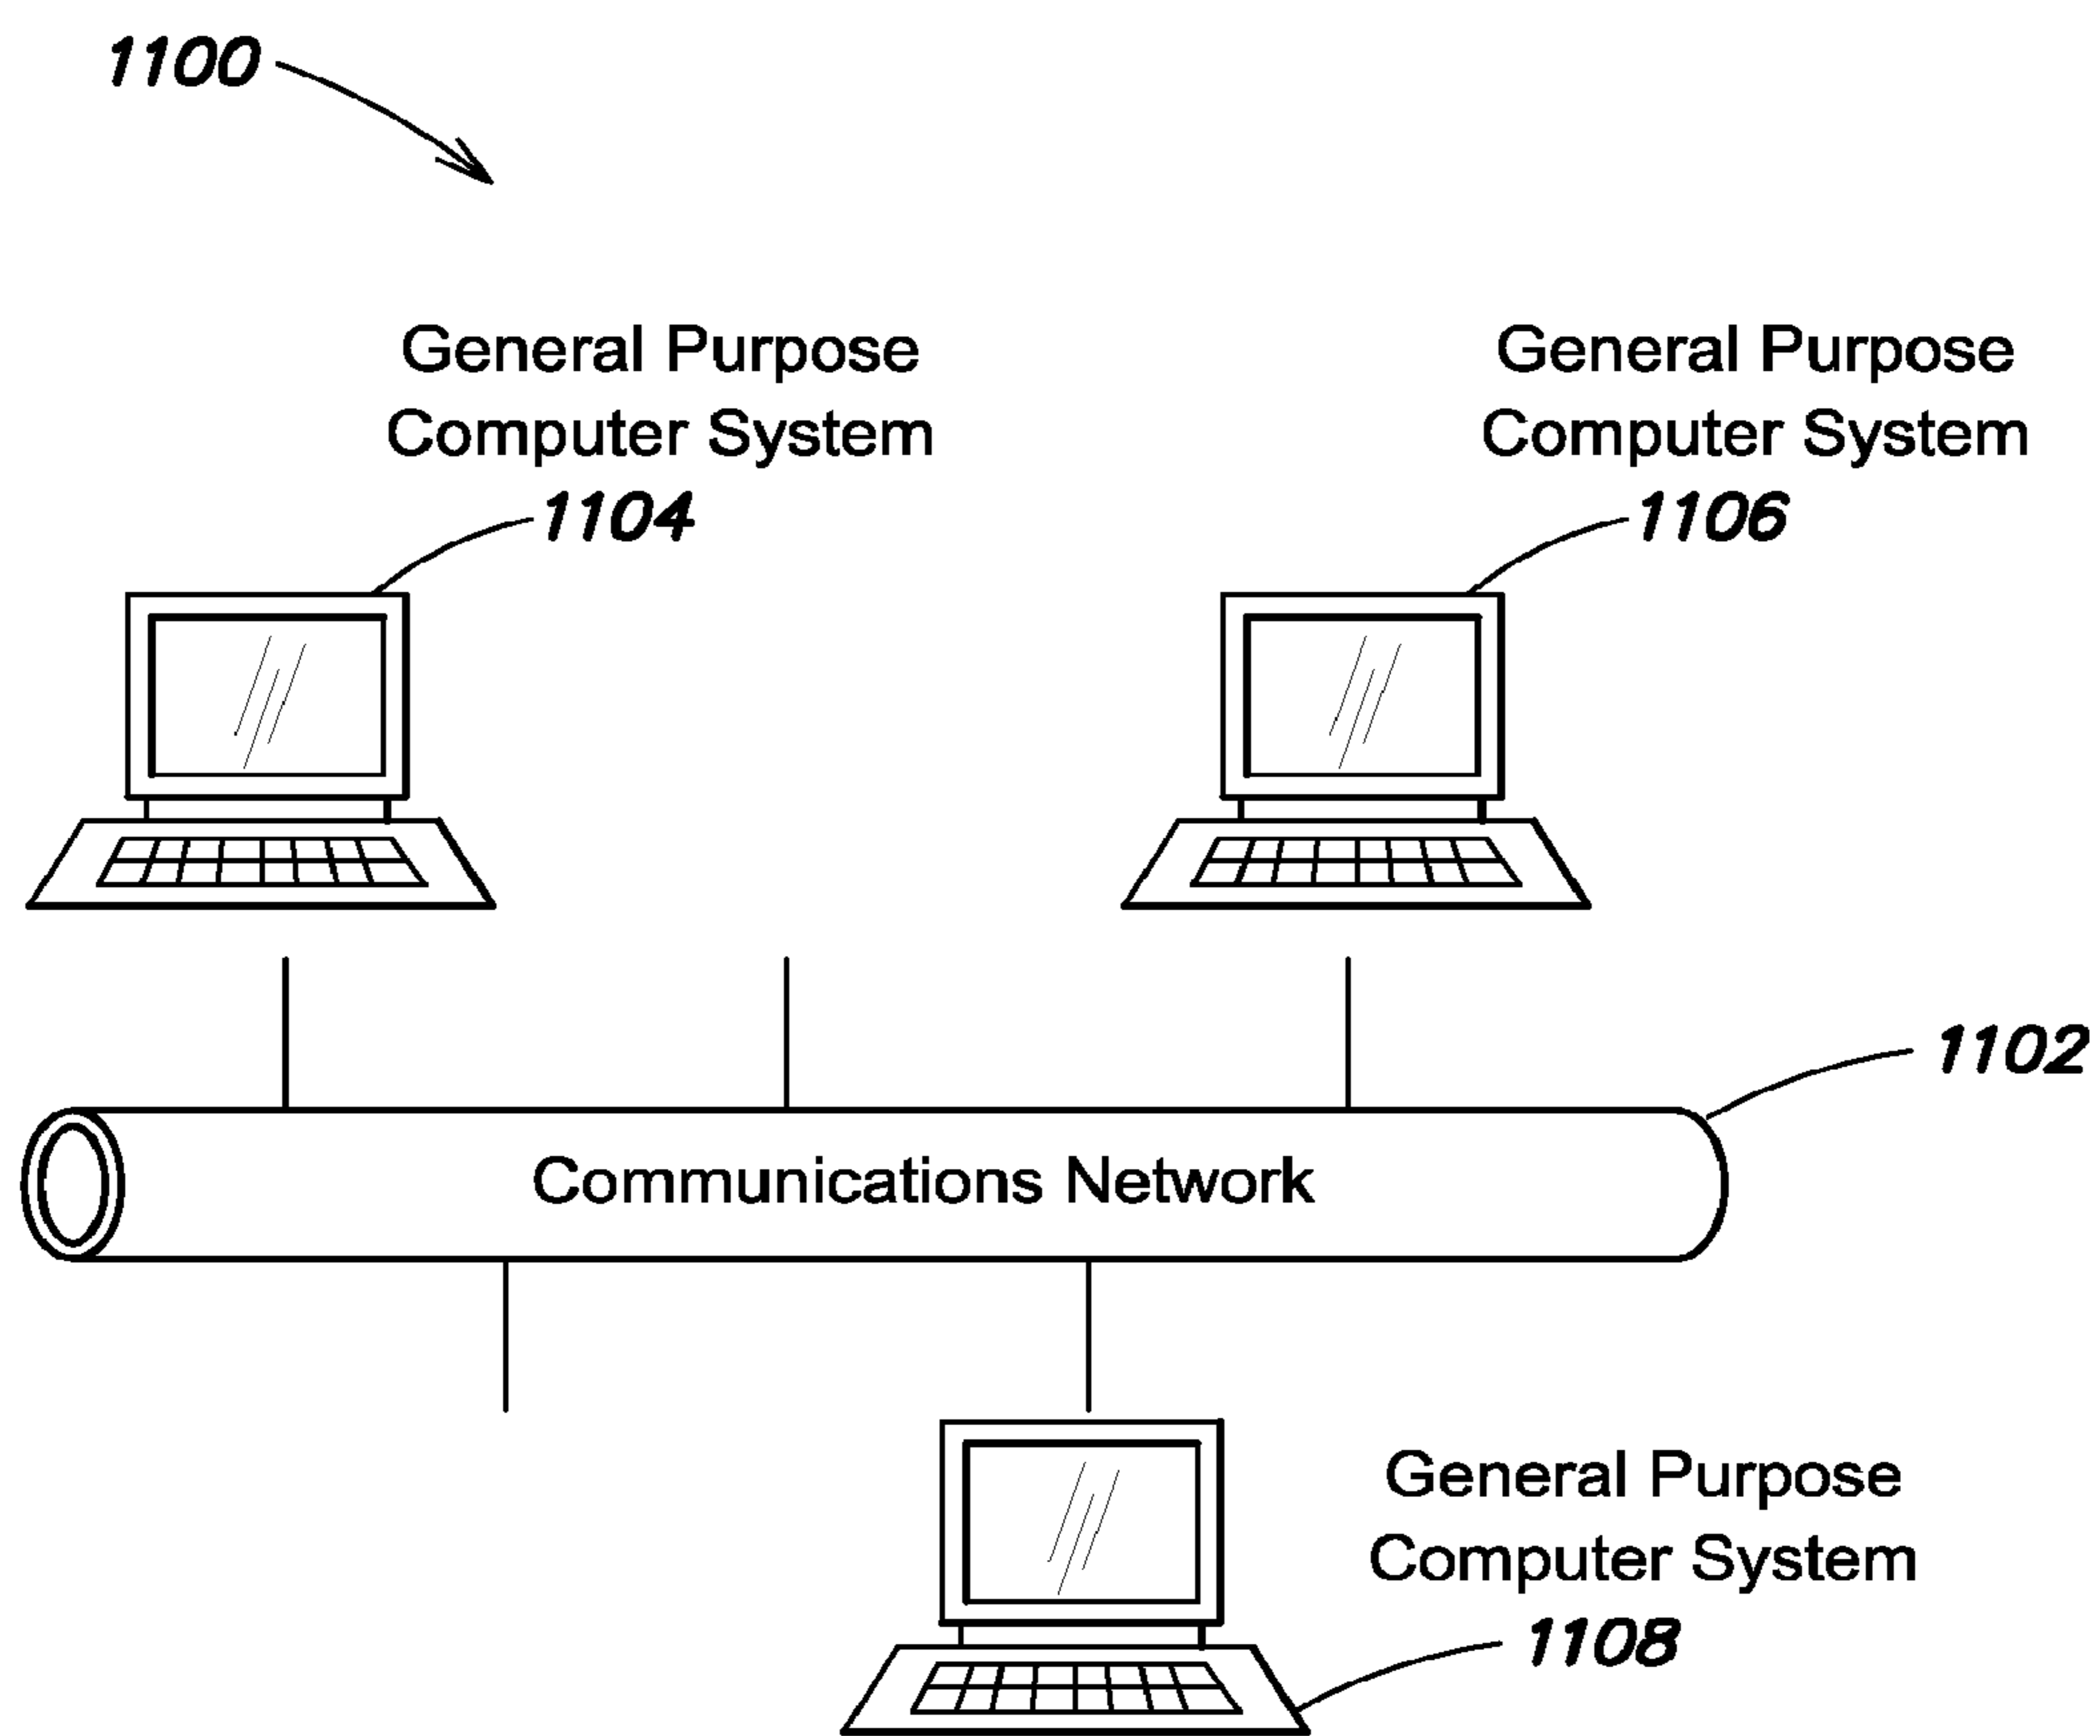 1100
General Purpose
Computer System
1104
General Purpose
Computer System
1106
1102
Communications Network
General Purpose
Computer System
1108